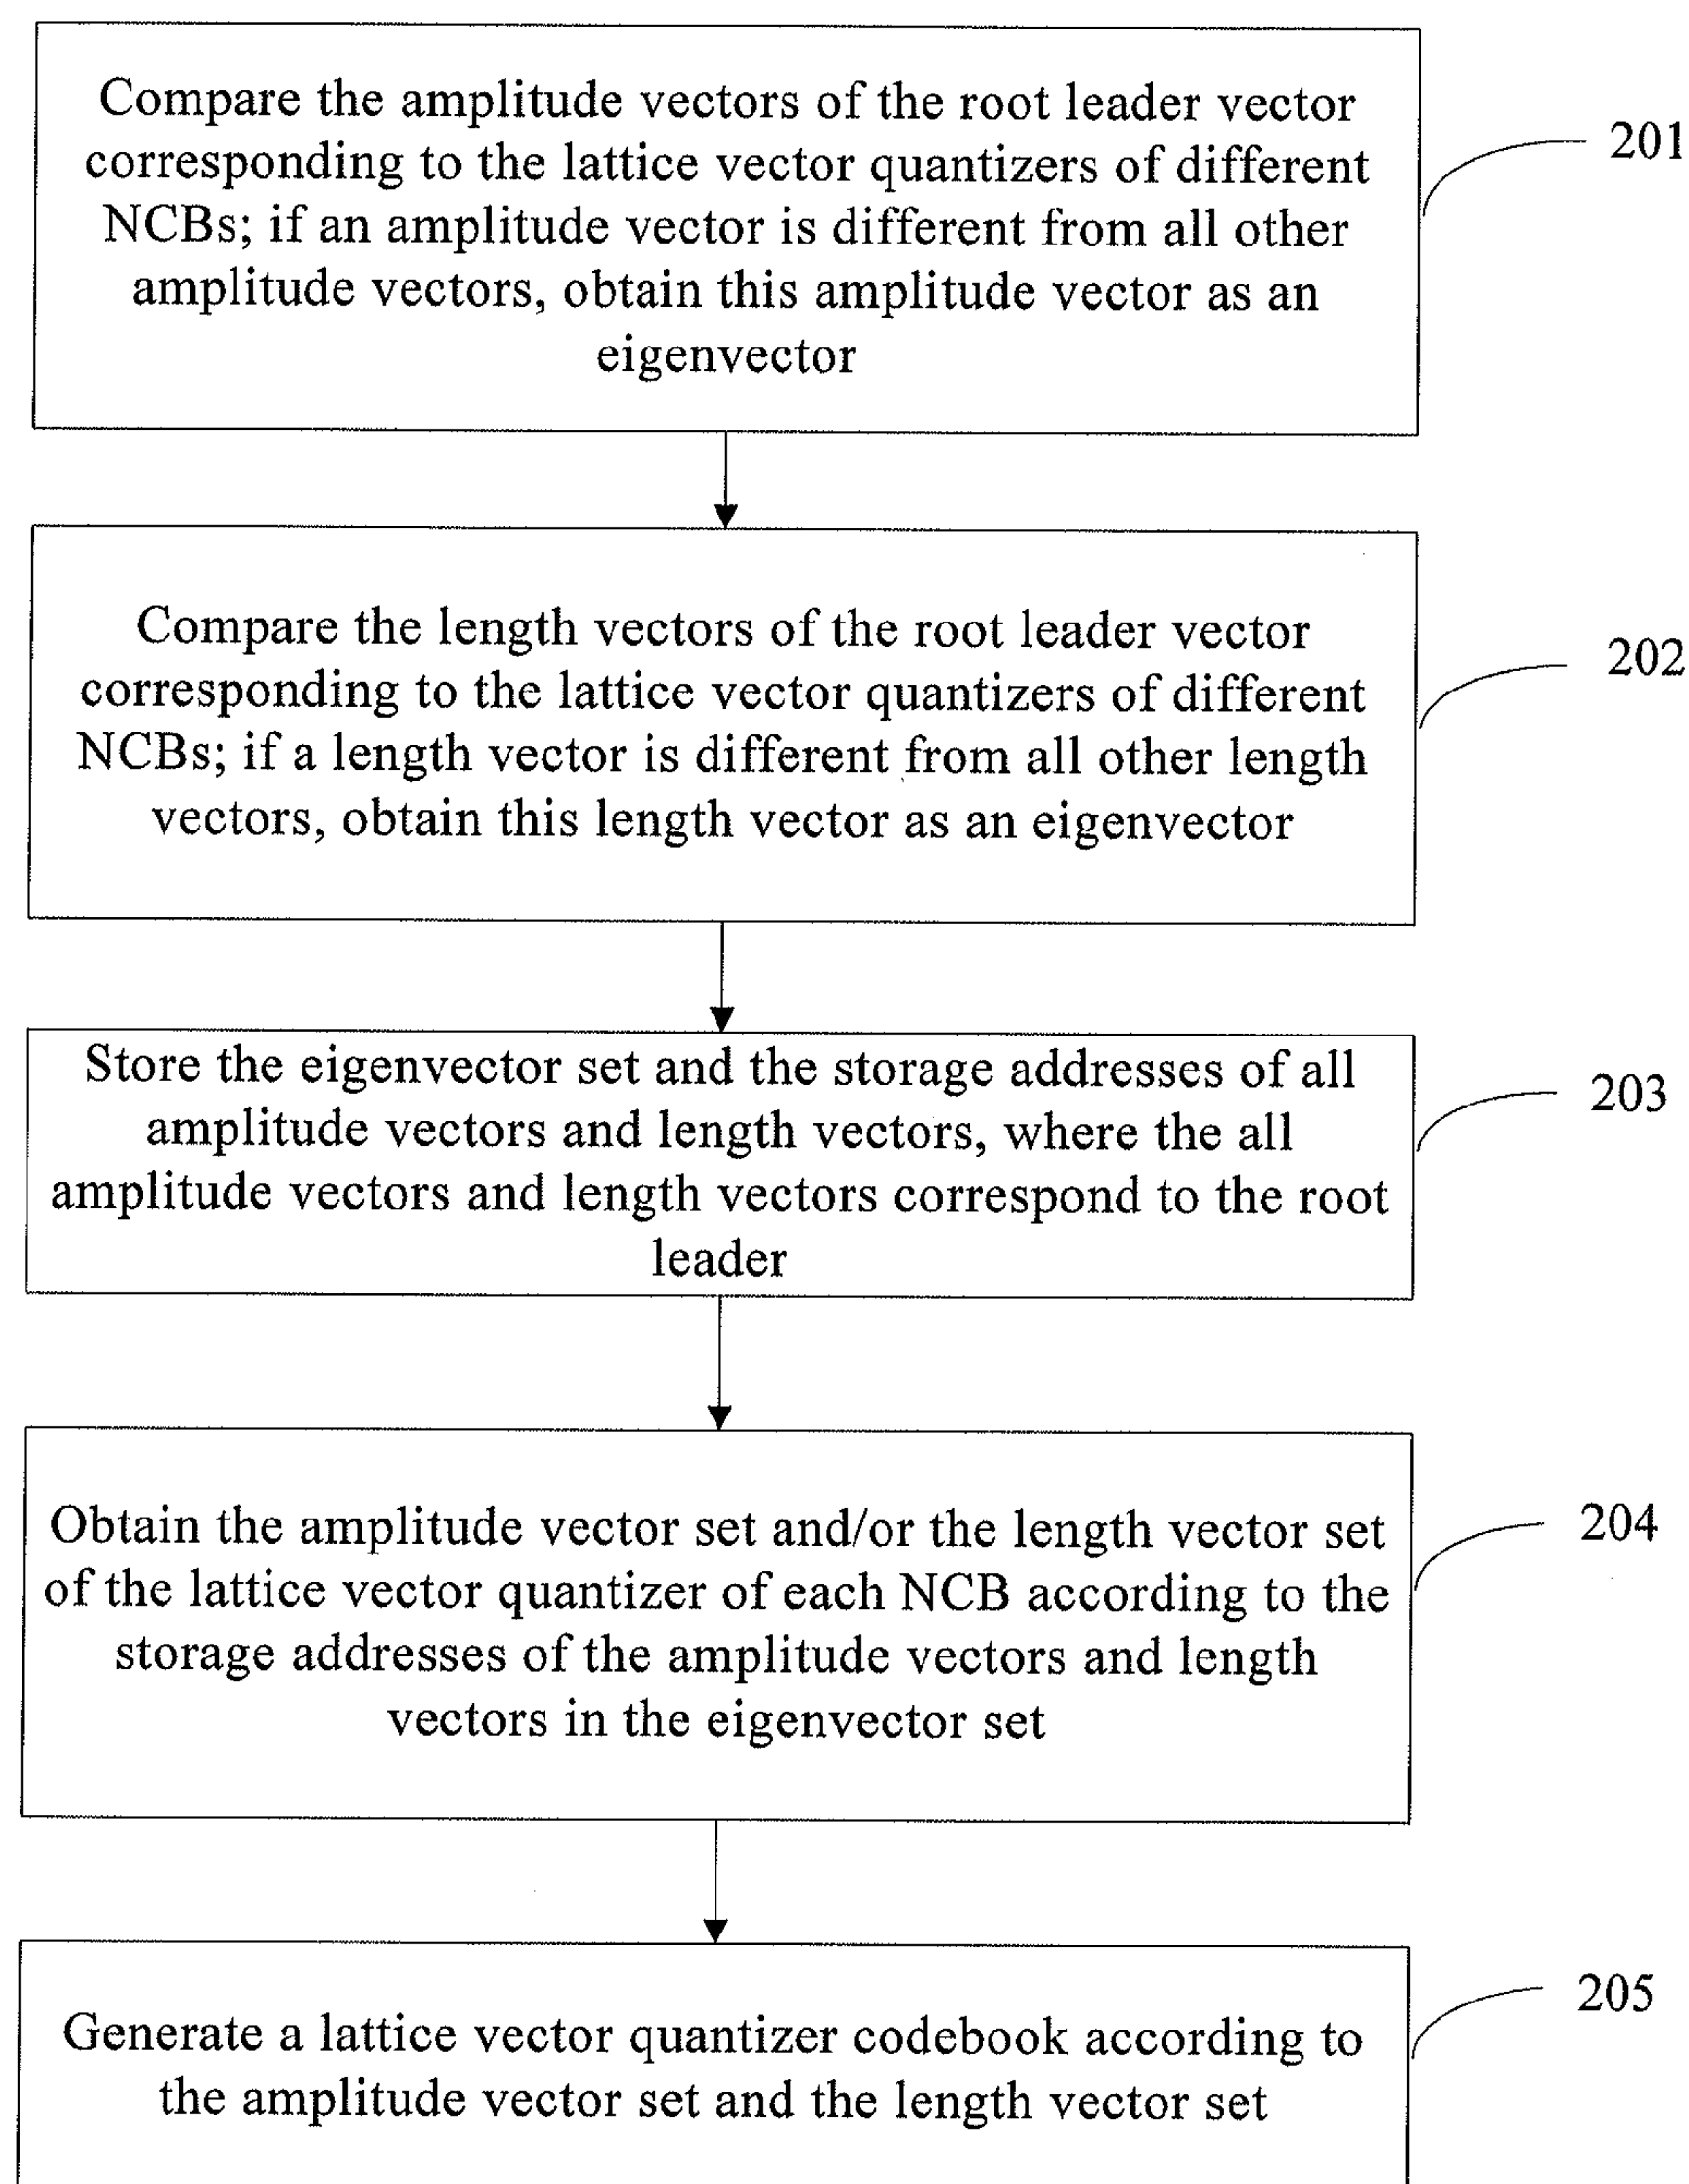 Compare the amplitude vectors of the root leader vector
corresponding to the lattice vector quantizers of different
NCBs; if an amplitude vector is different from all other
amplitude vectors, obtain this amplitude vector as an
eigenvector
201
Compare the length vectors of the root leader vector
corresponding to the lattice vector quantizers of different
NCBs; if a length vector is different from all other length
vectors, obtain this length vector as an eigenvector
202
Store the eigenvector set and the storage addresses of all
amplitude vectors and length vectors, where the all
amplitude vectors and length vectors correspond to the root
leader
203
Obtain the amplitude vector set and/or the length vector set
of the lattice vector quantizer of each NCB according to the
storage addresses of the amplitude vectors and length
vectors in the eigenvector set
204
Generate a lattice vector quantizer codebook according to
the amplitude vector set and the length vector set
205